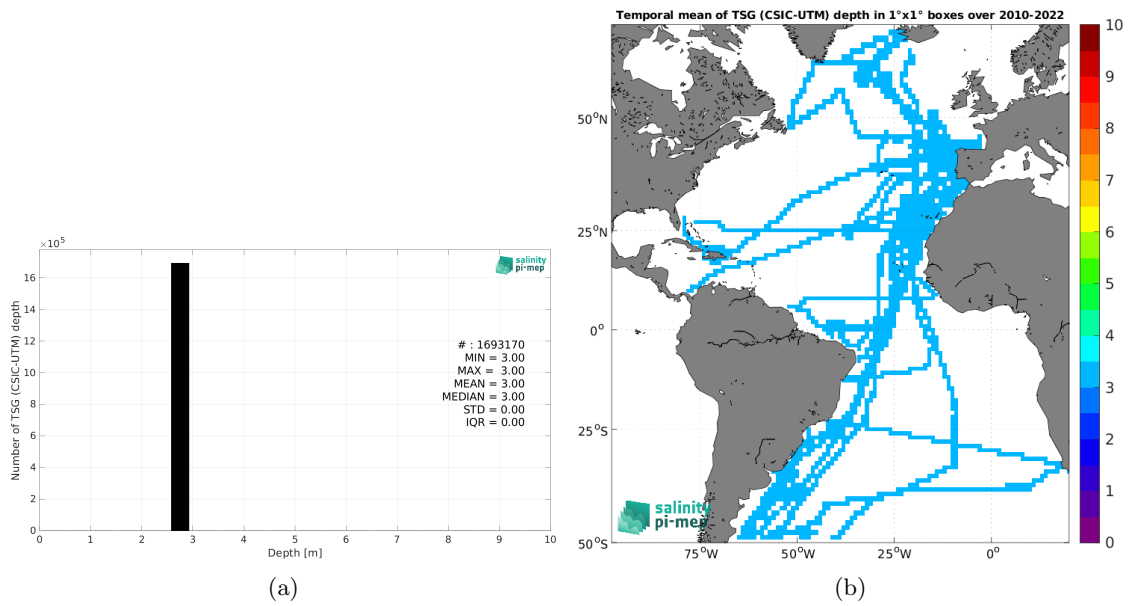 ×10⁵
16
14
12
10
8
6
4
2
0
Number of TSG (CSIC-UTM) depth
0 1 2 3 4 5 6 7 8 9 10
Depth [m]
salinity
pi-mep
# : 1693170
MIN = 3.00
MAX = 3.00
MEAN = 3.00
MEDIAN = 3.00
STD = 0.00
IQR = 0.00
(a)
Temporal mean of TSG (CSIC-UTM) depth in 1°x1° boxes over 2010-2022
50°N
25°N
0°
25°S
50°S
75°W 50°W 25°W 0°
salinity
pi-mep
10
9
8
7
6
5
4
3
2
1
0
(b)